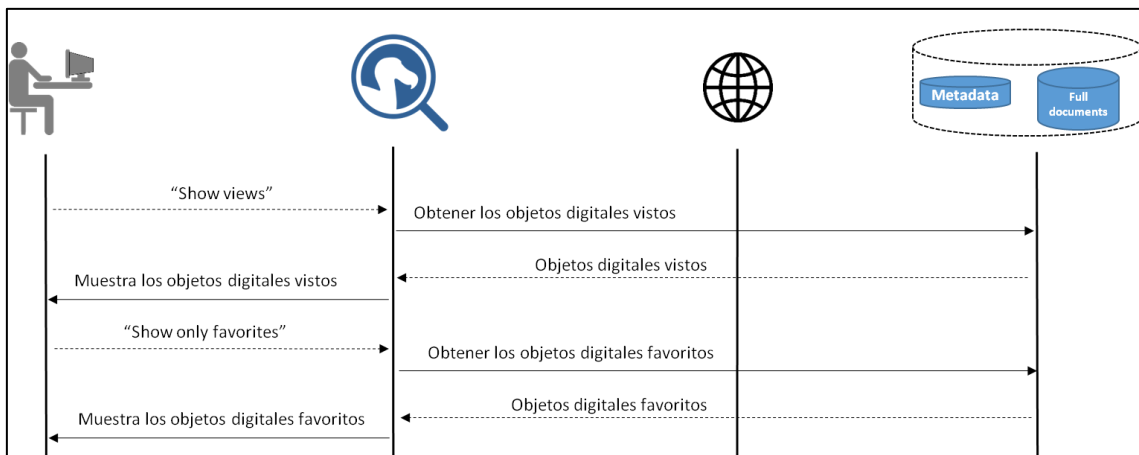 Metadata
Full
documents
“Show views”
Obtener los objetos digitales vistos
Objetos digitales vistos
Muestra los objetos digitales vistos
“Show only favorites”
Obtener los objetos digitales favoritos
Objetos digitales favoritos
Muestra los objetos digitales favoritos